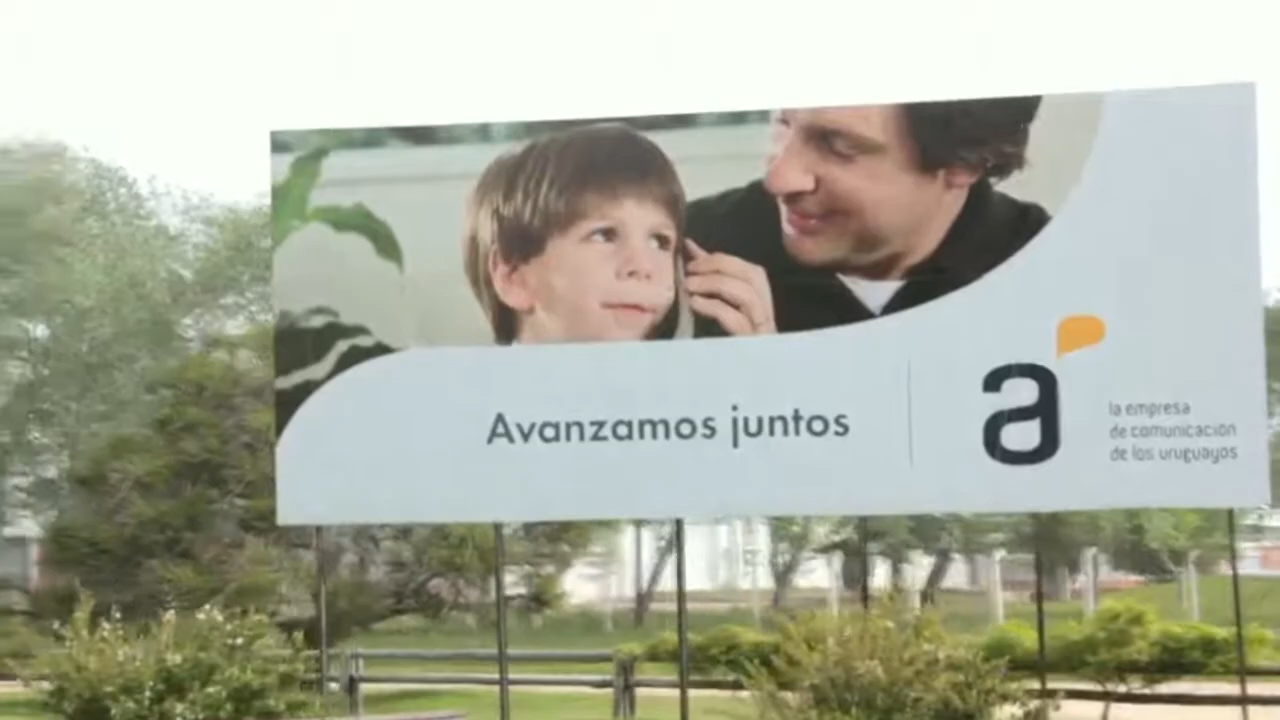 Avanzamos juntos
a
la empresa
de comunicación
de los uruguayos